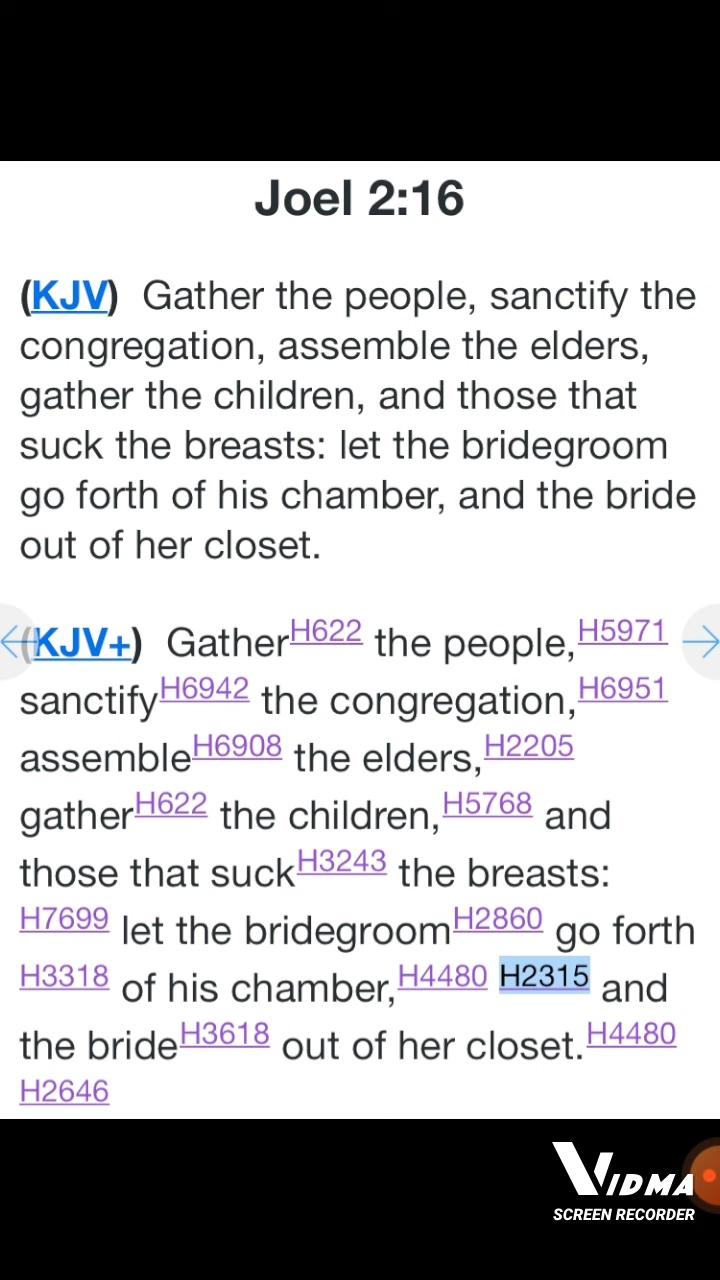 Joel 2:16
(KJV) Gather the people, sanctify the
congregation, assemble the elders,
gather the children, and those that
suck the breasts: let the bridegroom
go forth of his chamber, and the bride
out of her closet.
(KJV+) GatherH622 the people,H5971
sanctifyH6942 the congregation,H6951
assembleH6908 the elders,H2205
gatherH622 the children,H5768 and
those that suckH3243 the breasts:
H7699 let the bridegroomH2860 go forth
H3318 of his chamber,H4480 H2315 and
the brideH3618 out of her closet.H4480
H2646
VIDMA
SCREEN RECORDER